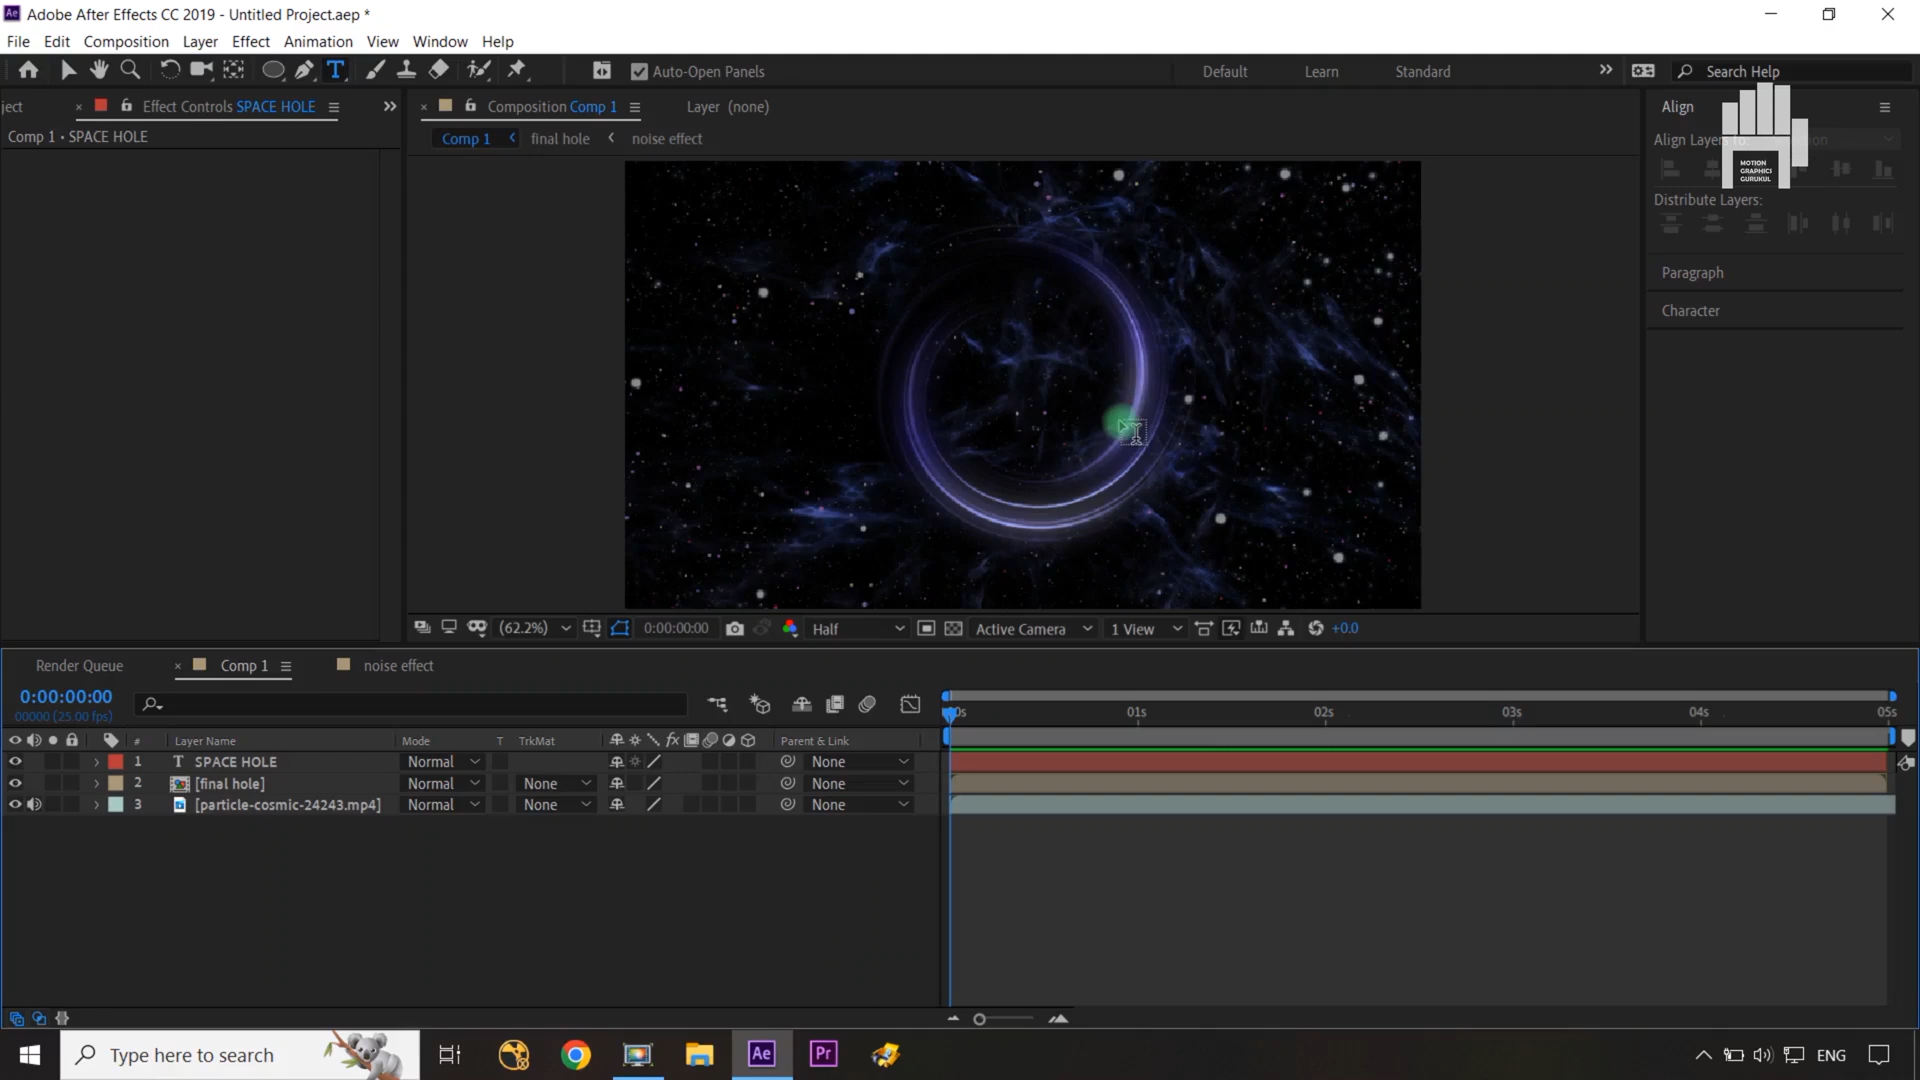 Adobe After Effects CC 2019 - Untitled Project.aep *
File Edit Composition Layer Effect Animation View Window Help
Auto-Open Panels Default Learn Standard Search Help
ject Effect Controls SPACE HOLE Composition Comp 1 Layer (none) Align
Comp 1 • SPACE HOLE Comp 1 final hole noise effect Align Layers
MOTION
GRAPHICS
GURUKUL
Distribute Layers:
Paragraph
Character
(62.2%) 0:00:00:00 Half Active Camera 1 View +0.0
Render Queue Comp 1 noise effect
0:00:00:00
00000 (25.00 fps)
0s 01s 02s 03s 04s 05s
# Layer Name Mode T TrkMat fx Parent & Link
1 T SPACE HOLE Normal None
2 [final hole] Normal None None
3 [particle-cosmic-24243.mp4] Normal None None
Type here to search Ae Pr ENG